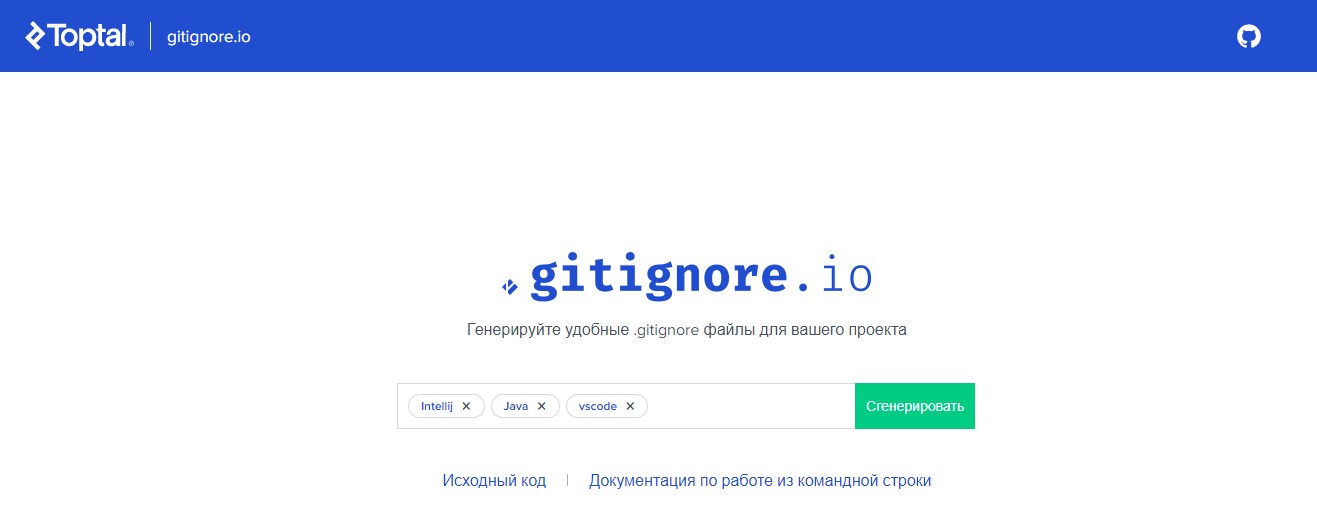 Toptal® gitignore.io
.gitignore.io
Генерируйте удобные .gitignore файлы для вашего проекта
Intellij × Java × vscode × Сгенерировать
Исходный код | Документация по работе из командной строки